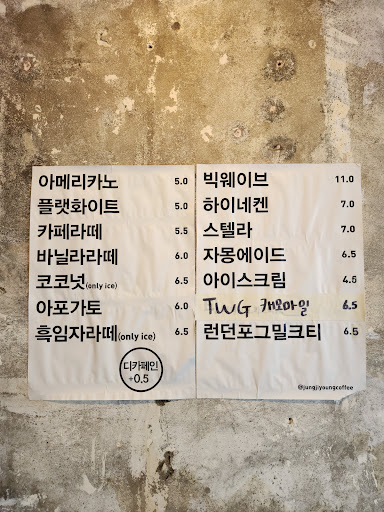 아메리카노 5.0
플랫화이트 5.5
카페라떼 5.5
바닐라라떼 6.0
코코넛(only ice) 6.5
아포가토 6.0
흑임자라떼(only ice) 6.5
디카페인
+0.5
빅웨이브 11.0
하이네켄 7.0
스텔라 7.0
자몽에이드 6.5
아이스크림 4.5
TWG 캐모마일 6.5
런던포그밀크티 6.5
@jungjiyoungcoffee